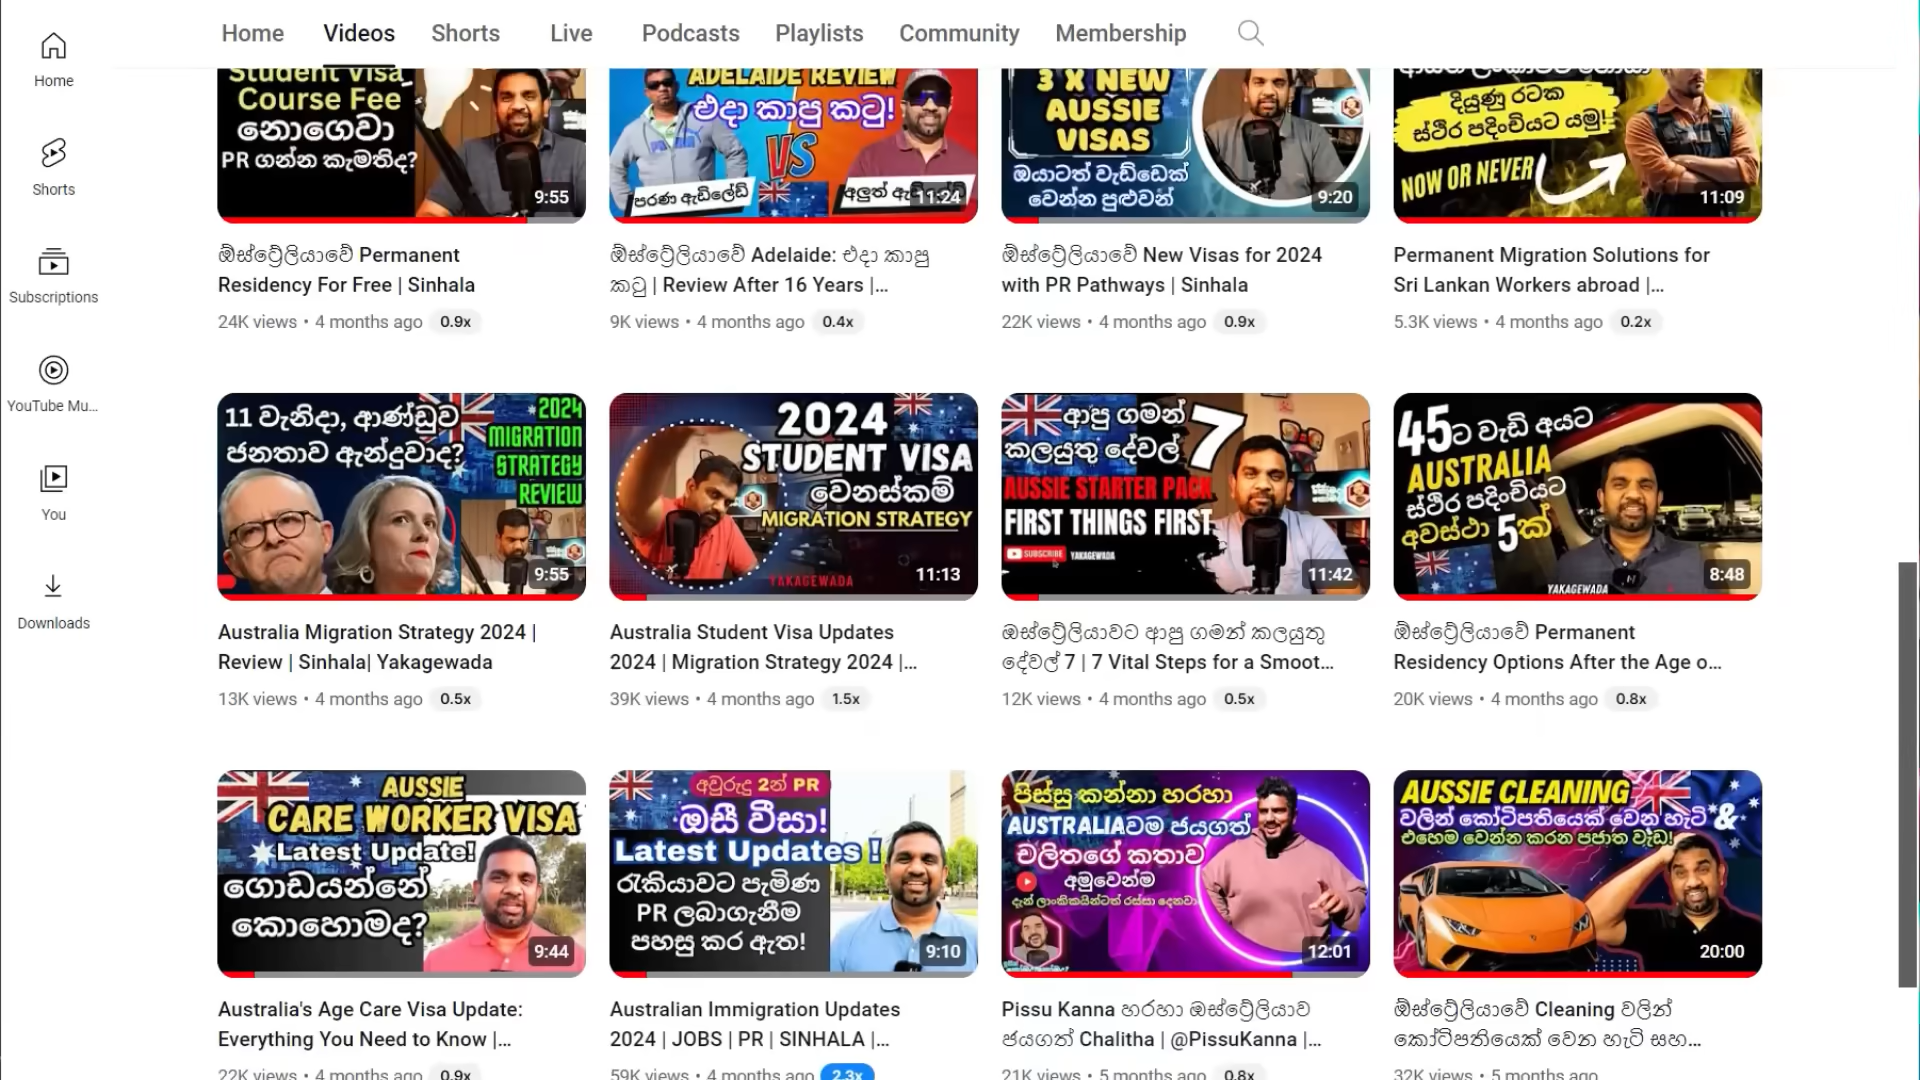 Home Videos Shorts Live Podcasts Playlists Community Membership
Home
Shorts
Subscriptions
YouTube Mu...
You
Downloads
Student Visa
Course Fee
නොගෙවා
PR ගන්න කැමතිද?
9:55
ADELAIDE REVIEW
එදා කාපු කටු!
VS
පරණ ඇඩිලේඩ්
11:24
3 X NEW
AUSSIE
VISAS
ඔයාටත් වැඩ්ඩෙක්
වෙන්න පුළුවන්
9:20
දියුණු රටක
ස්ථිර පදිංචියට යමු!
NOW OR NEVER
11:09
ඕස්ට්‍රේලියාවේ Permanent
Residency For Free | Sinhala
24K views • 4 months ago 0.9x
ඕස්ට්‍රේලියාවේ Adelaide: එදා කාපු
කටු | Review After 16 Years |...
9K views • 4 months ago 0.4x
ඕස්ට්‍රේලියාවේ New Visas for 2024
with PR Pathways | Sinhala
22K views • 4 months ago 0.9x
Permanent Migration Solutions for
Sri Lankan Workers abroad |...
5.3K views • 4 months ago 0.2x
11 වැනිදා, ආණ්ඩුව
ජනතාව ඇන්දුවාද?
2024
MIGRATION
STRATEGY
REVIEW
9:55
2024
STUDENT VISA
වෙනස්කම්
MIGRATION STRATEGY
YAKAGEWADA
11:13
ආපු ගමන්
කලයුතු දේවල් 7
AUSSIE STARTER PACK
FIRST THINGS FIRST
SUBSCRIBE YAKAGEWADA
11:42
45ට වැඩි අයට
AUSTRALIA
ස්ථිර පදිංචියට
අවස්ථා 5ක්
YAKAGEWADA
8:48
Australia Migration Strategy 2024 |
Review | Sinhala| Yakagewada
13K views • 4 months ago 0.5x
Australia Student Visa Updates
2024 | Migration Strategy 2024 |...
39K views • 4 months ago 1.5x
ඔස්ට්‍රේලියාවට ආපු ගමන් කලයුතු
දේවල් 7 | 7 Vital Steps for a Smoot...
12K views • 4 months ago 0.5x
ඕස්ට්‍රේලියාවේ Permanent
Residency Options After the Age o...
20K views • 4 months ago 0.8x
AUSSIE
CARE WORKER VISA
Latest Update!
ගොඩයන්නේ
කොහොමද?
9:44
අවුරුදු 2න් PR
ඔසී වීසා!
Latest Updates !
රැකියාවට පැමිණ
PR ලබාගැනීම
පහසු කර ඇත!
9:10
පිස්සු කන්නා හරහා
AUSTRALIAවම ජයගත්
චලිතගේ කතාව
අමුවෙන්ම
දැන් ලාංකිකයින්ටත් රස්සා දෙනවා
12:01
AUSSIE CLEANING
වලින් කෝටිපතියෙක් වෙන හැටි &
එහෙම වෙන්න කරන පජාත වැඩ!
20:00
Australia's Age Care Visa Update:
Everything You Need to Know |...
22K views • 4 months ago 0.9x
Australian Immigration Updates
2024 | JOBS | PR | SINHALA |...
59K views • 4 months ago 2.3x
Pissu Kanna හරහා ඔස්ට්‍රේලියාව
ජයගත් Chalitha | @PissuKanna |...
21K views • 5 months ago 0.8x
ඕස්ට්‍රේලියාවේ Cleaning වලින්
කෝටිපතියෙක් වෙන හැටි සහ...
32K views • 5 months ago